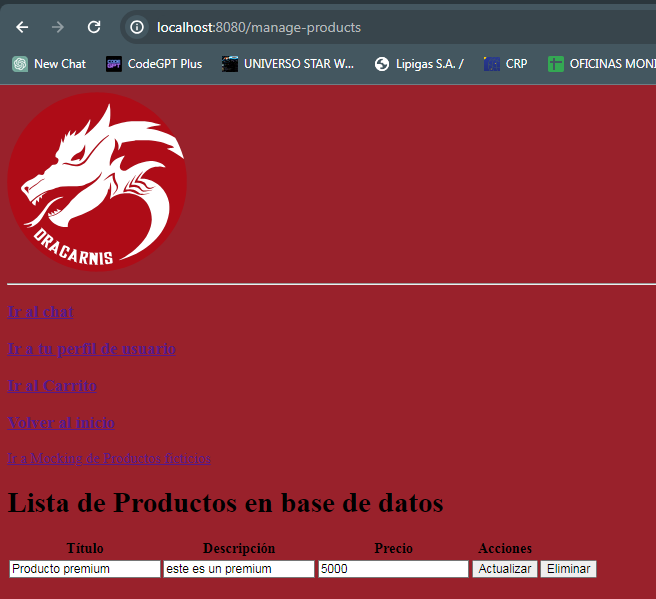 localhost:8080/manage-products
New Chat CodeGPT Plus UNIVERSO STAR W... Lipigas S.A. / CRP OFICINAS MONI
DRACARNIS
Ir al chat
Ir a tu perfil de usuario
Ir al Carrito
Volver al inicio
Ir a Mocking de Productos ficticios
Lista de Productos en base de datos
Título Descripción Precio Acciones
Producto premium este es un premium 5000 Actualizar Eliminar